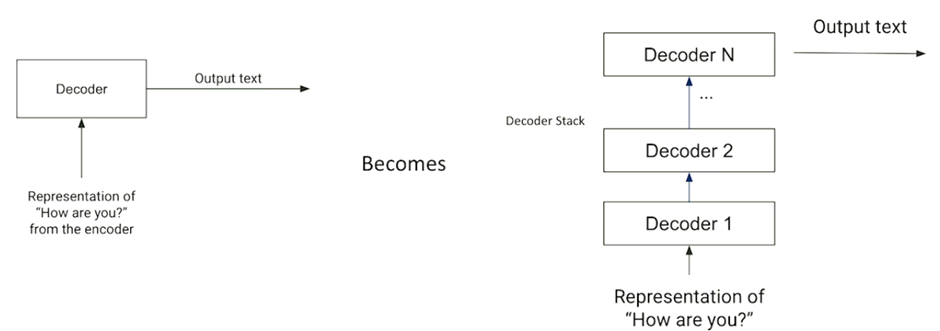 Decoder
Output text
Representation of
“How are you?”
from the encoder
Becomes
Output text
Decoder N
...
Decoder Stack
Decoder 2
Decoder 1
Representation of
“How are you?”